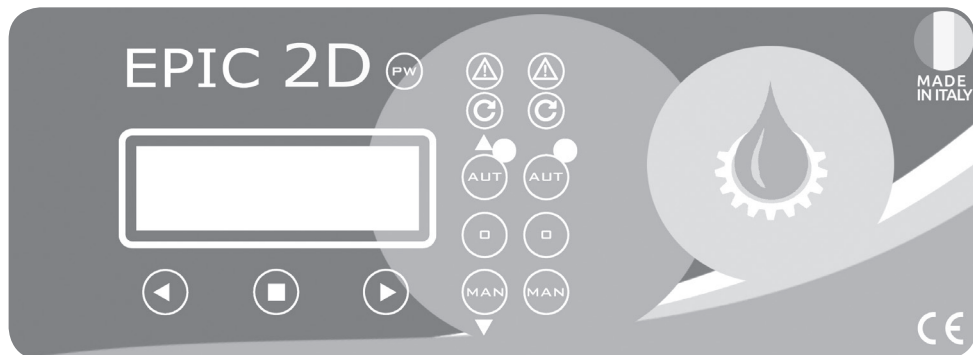 EPIC 2D
PW
MADE
IN ITALY
AUT AUT
MAN MAN
CE